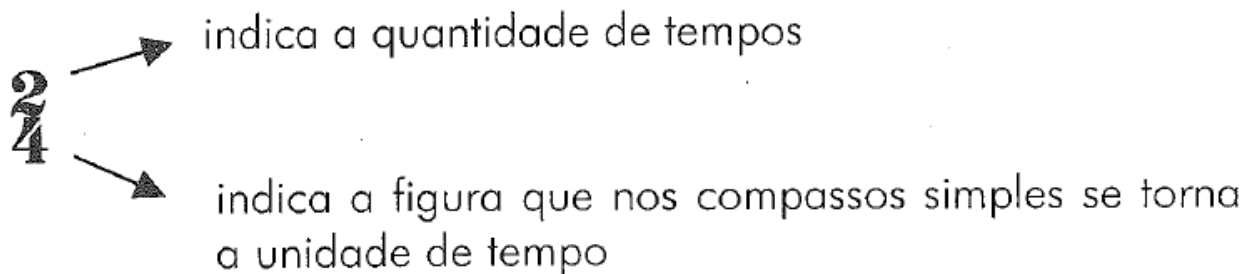 indica a quantidade de tempos
2
4
indica a figura que nos compassos simples se torna
a unidade de tempo